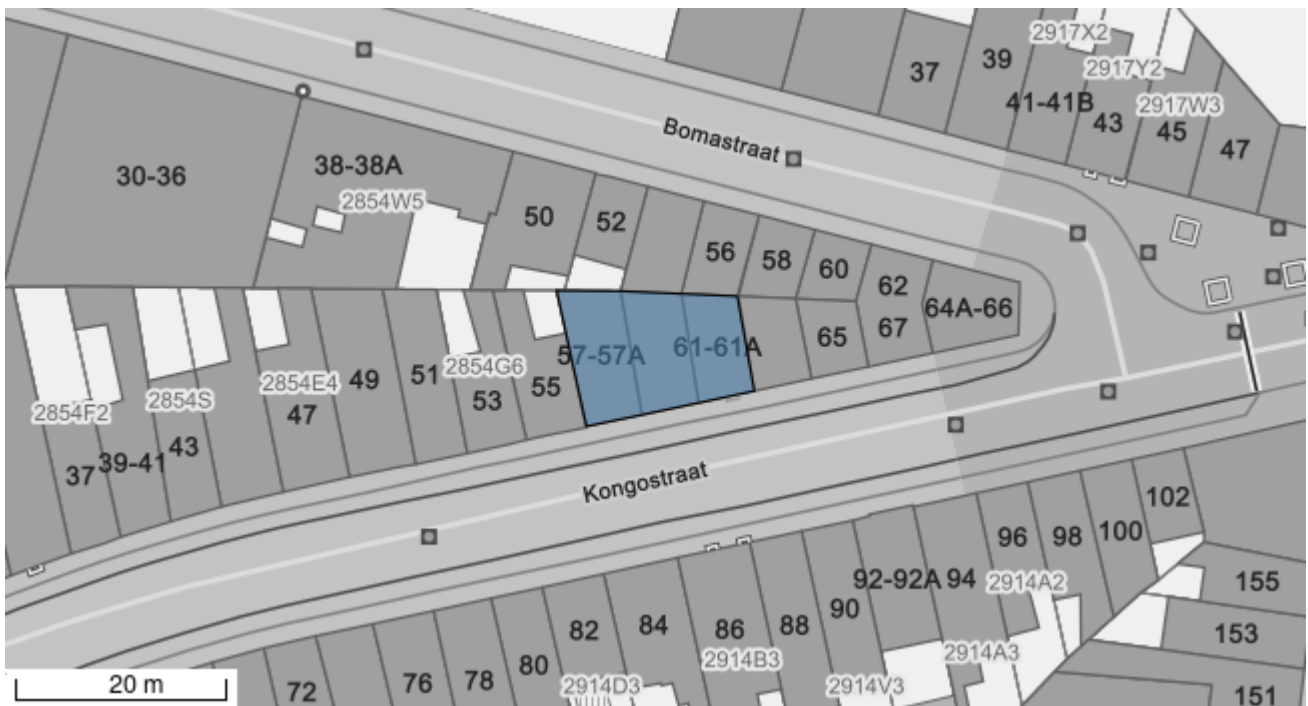 2917X2
39
37
2917Y2
41-41B
2917W3
43
45
47
Bomastraat
30-36
38-38A
2854W5
50
52
56
58
60
62
64A-66
57-57A
61-61A
65
67
2854F2
2854S
2854E4
49
51
2854G6
55
53
47
43
39-41
37
Kongostraat
102
100
98
96
92-92A
94
2914A2
155
153
151
90
88
86
84
82
80
78
76
72
2914B3
2914A3
2914D3
2914V3
20 m